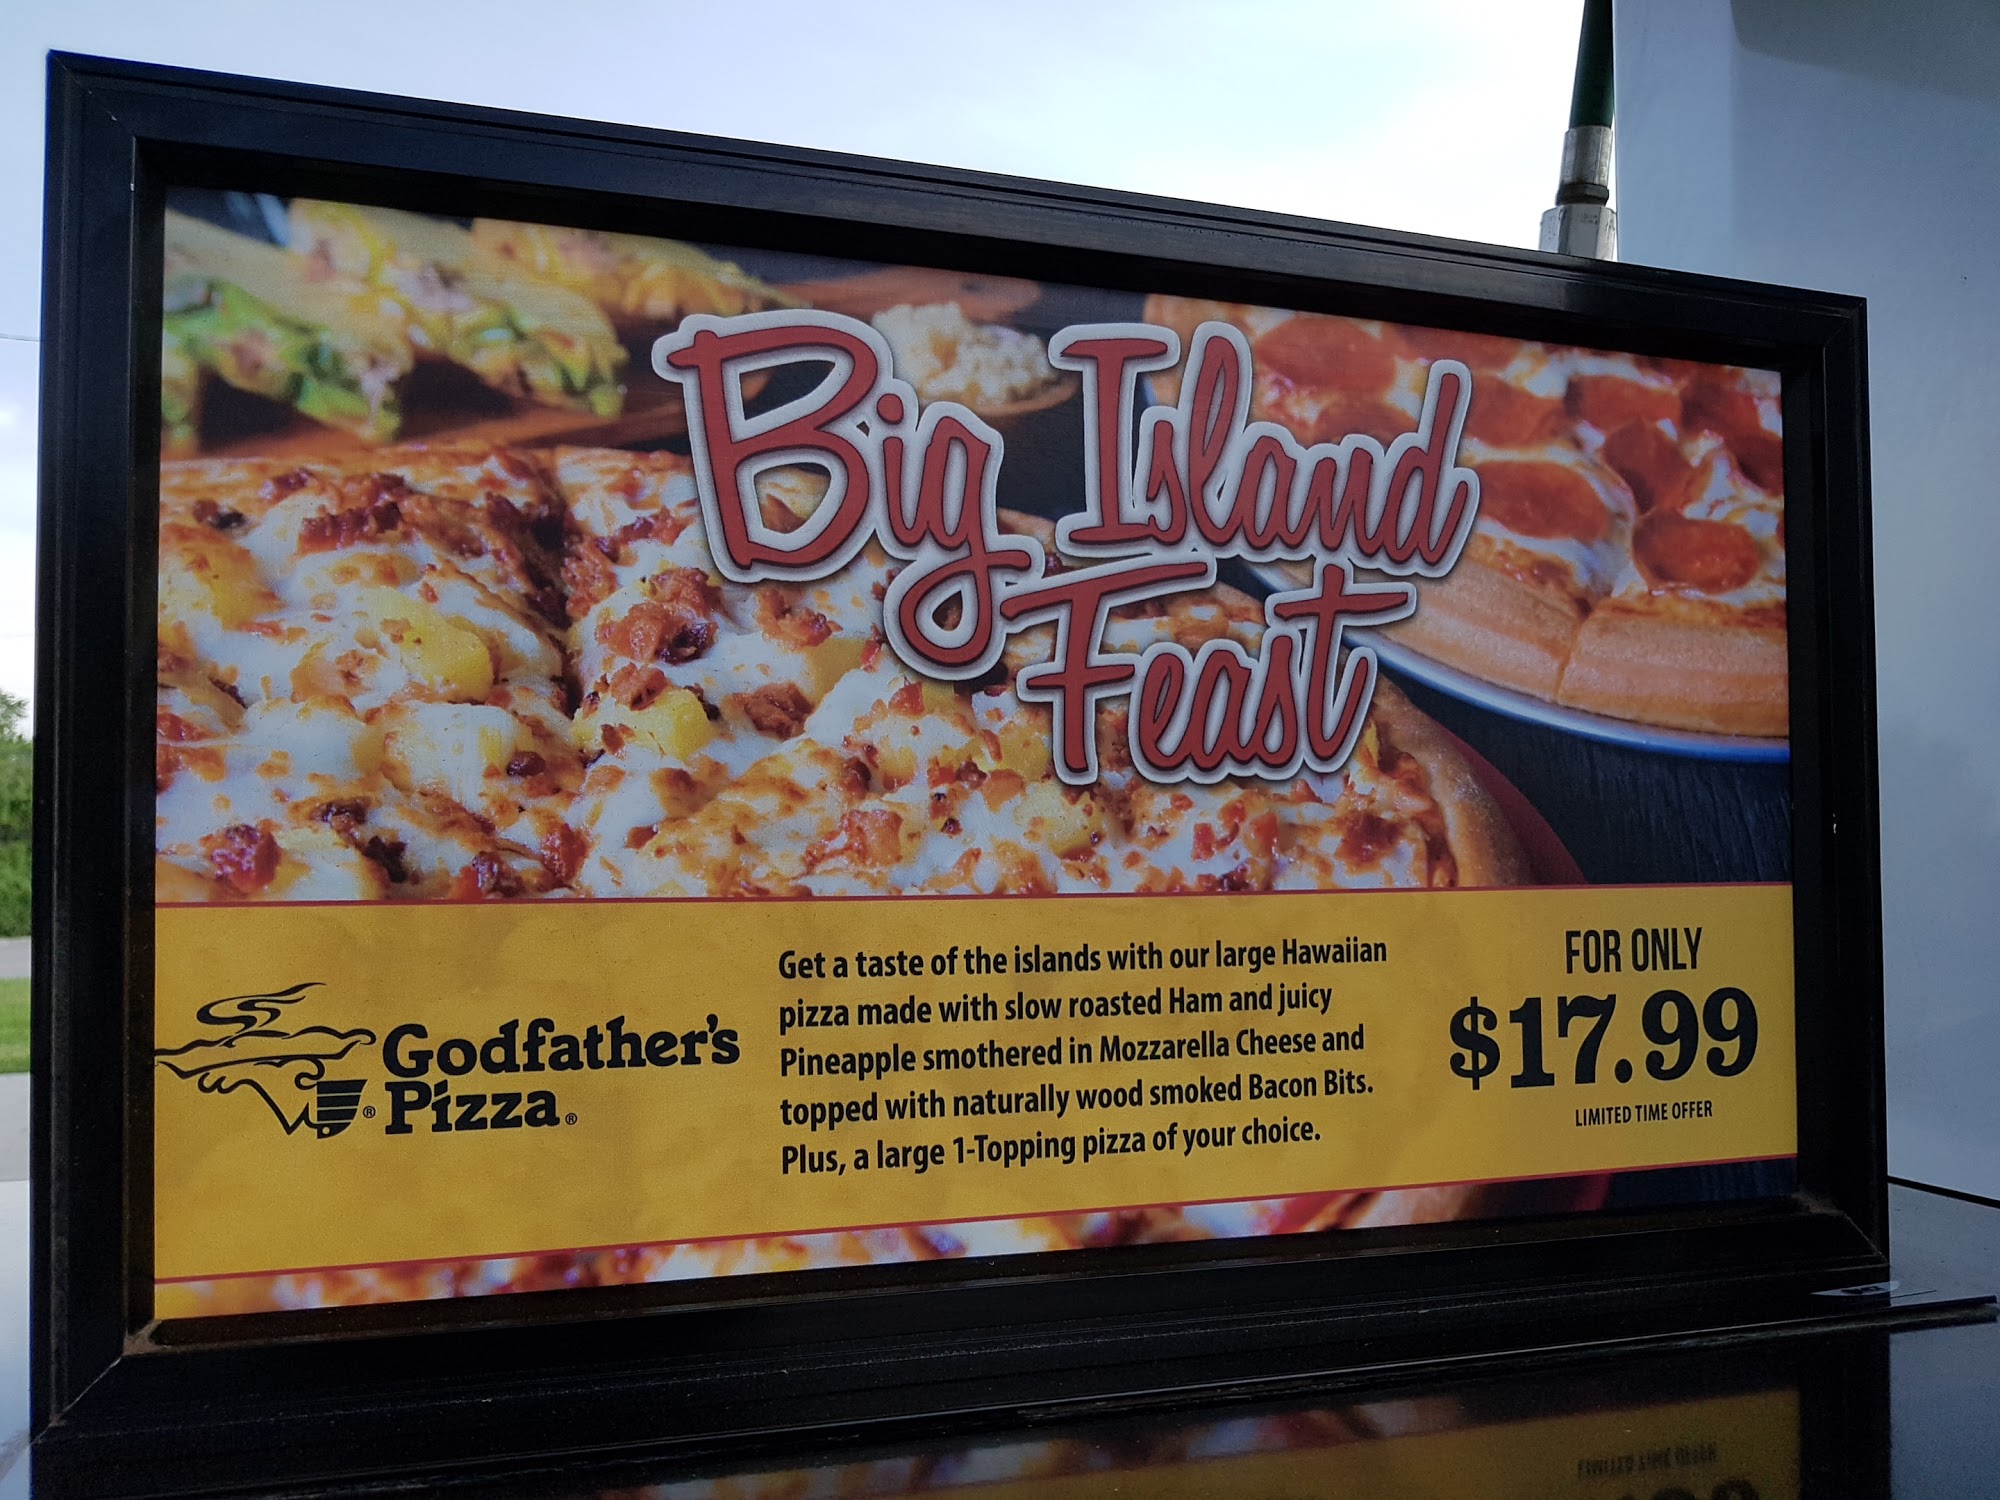 Big Island
Feast
Godfather's
Pizza®
®
Get a taste of the islands with our large Hawaiian
pizza made with slow roasted Ham and juicy
Pineapple smothered in Mozzarella Cheese and
topped with naturally wood smoked Bacon Bits.
Plus, a large 1-Topping pizza of your choice.
FOR ONLY
$17.99
LIMITED TIME OFFER